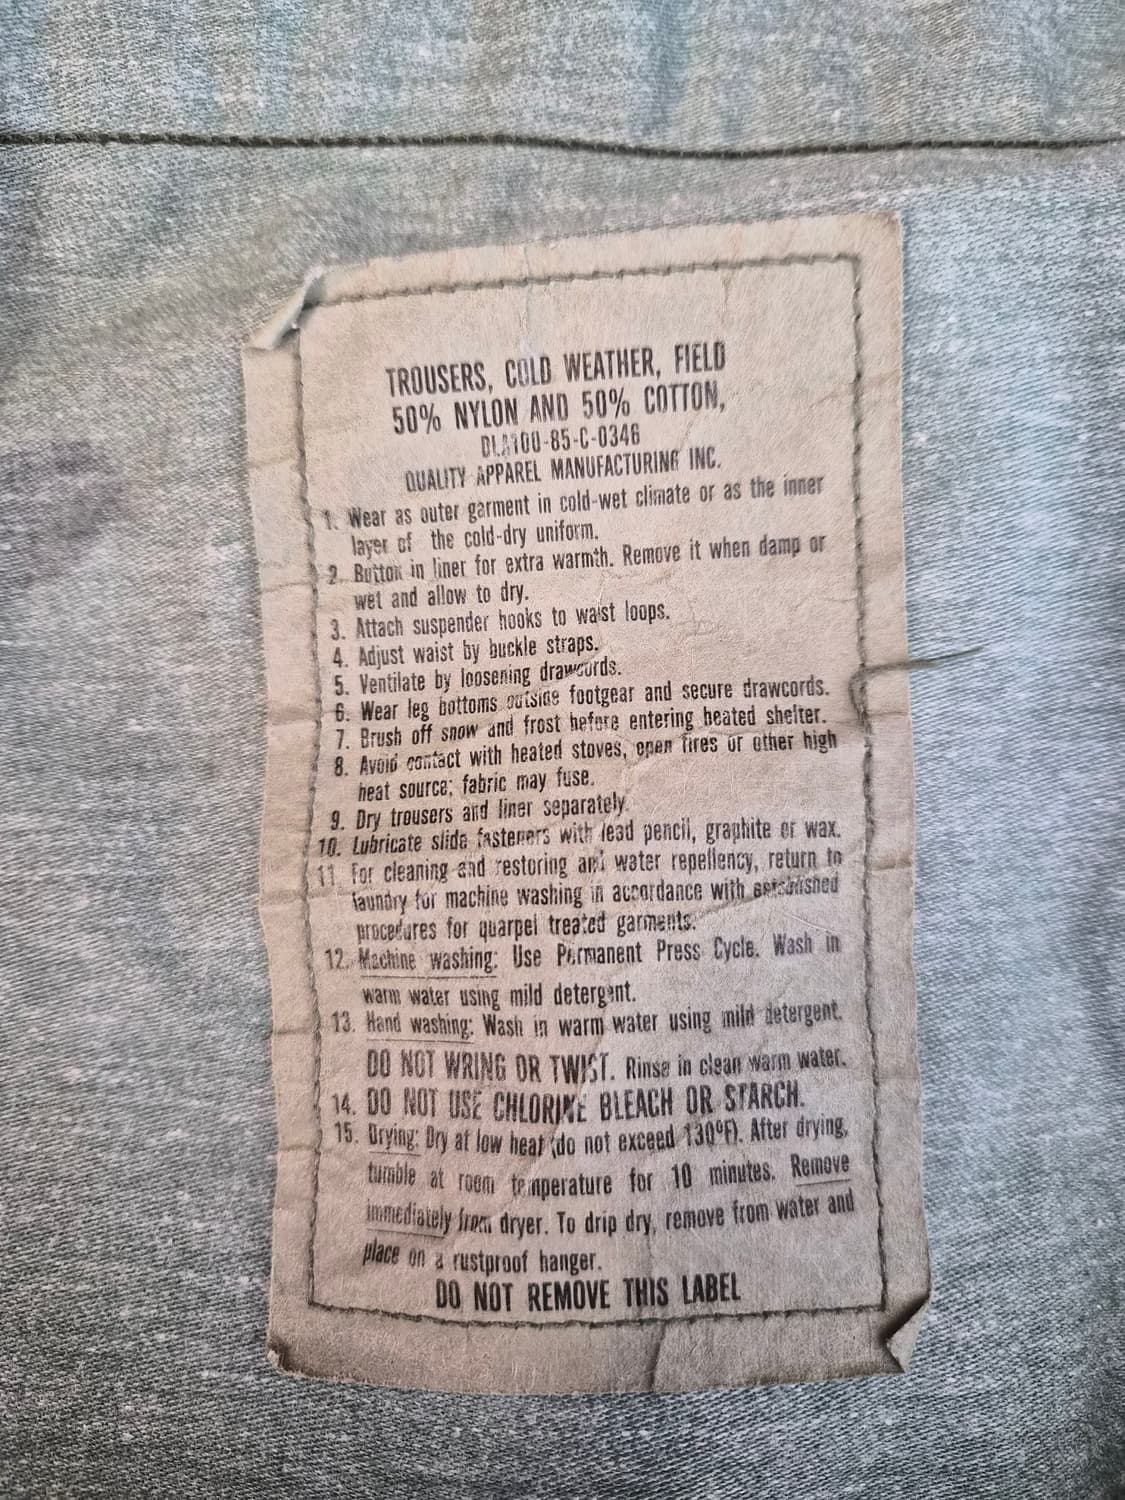 TROUSERS, COLD WEATHER, FIELD
50% NYLON AND 50% COTTON,
DLA100-85-C-0346
QUALITY APPAREL MANUFACTURING INC.
1. Wear as outer garment in cold-wet climate or as the inner
layer of the cold-dry uniform.
2. Button in liner for extra warmth. Remove it when damp or
wet and allow to dry.
3. Attach suspender hooks to waist loops.
4. Adjust waist by buckle straps.
5. Ventilate by loosening drawcords.
6. Wear leg bottoms outside footgear and secure drawcords.
7. Brush off snow and frost before entering heated shelter.
8. Avoid contact with heated stoves, open fires or other high
heat source; fabric may fuse.
9. Dry trousers and liner separately.
10. Lubricate slide fasteners with lead pencil, graphite or wax.
11. For cleaning and restoring and water repellency, return to
laundry for machine washing in accordance with established
procedures for quarpel treated garments.
12. Machine washing: Use Permanent Press Cycle. Wash in
warm water using mild detergent.
13. Hand washing: Wash in warm water using mild detergent.
DO NOT WRING OR TWIST. Rinse in clean warm water.
14. DO NOT USE CHLORINE BLEACH OR STARCH.
15. Drying: Dry at low heat (do not exceed 130°F). After drying,
tumble at room temperature for 10 minutes. Remove
immediately from dryer. To drip dry, remove from water and
place on a rustproof hanger.
DO NOT REMOVE THIS LABEL